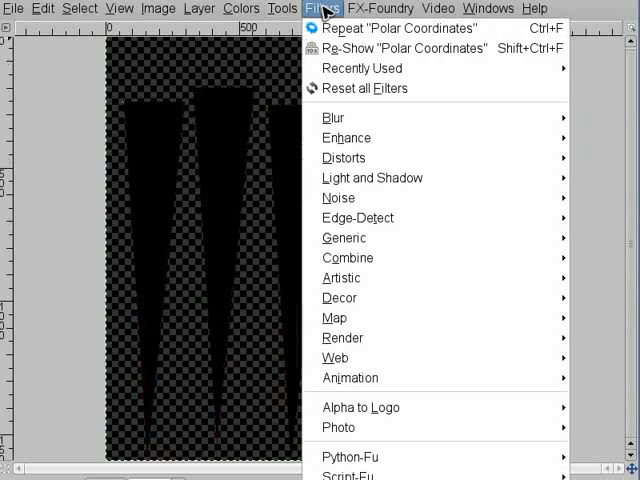 File Edit Select View Image Layer Colors Tools Filters FX-Foundry Video Windows Help
0 500
Repeat "Polar Coordinates" Ctrl+F
Re-Show "Polar Coordinates" Shift+Ctrl+F
Recently Used
Reset all Filters
Blur
Enhance
Distorts
Light and Shadow
Noise
Edge-Detect
Generic
Combine
Artistic
Decor
Map
Render
Web
Animation
Alpha to Logo
Photo
Python-Fu
Script-Fu